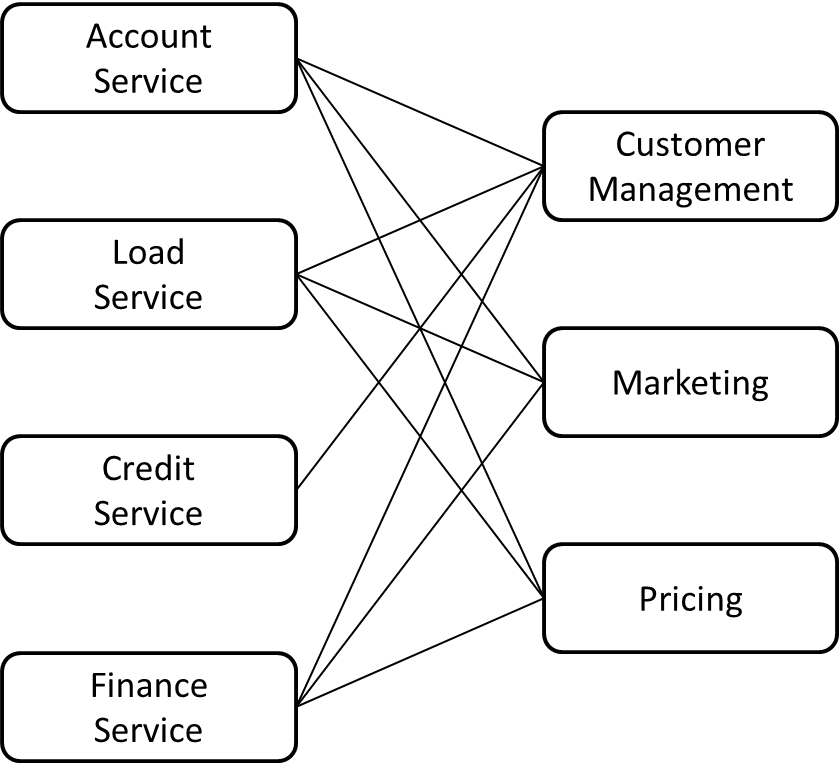 Account
Service
Load
Service
Credit
Service
Finance
Service
Customer
Management
Marketing
Pricing